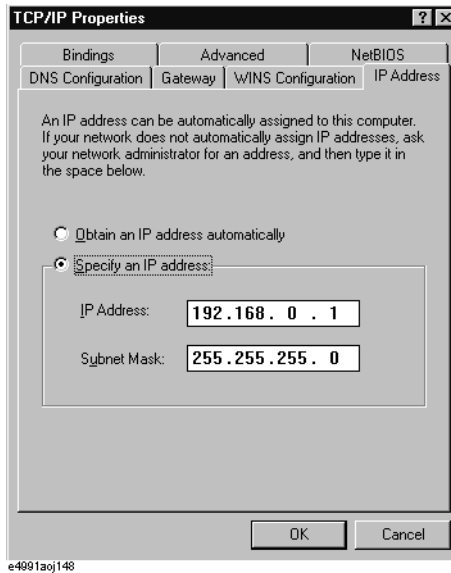 TCP/IP Properties
? ×
Bindings Advanced NetBIOS
DNS Configuration Gateway WINS Configuration IP Address
An IP address can be automatically assigned to this computer.
If your network does not automatically assign IP addresses, ask
your network administrator for an address, and then type it in
the space below.
Obtain an IP address automatically
Specify an IP address:
IP Address: 192.168. 0 . 1
Subnet Mask: 255.255.255. 0
OK Cancel
e4991aoj148